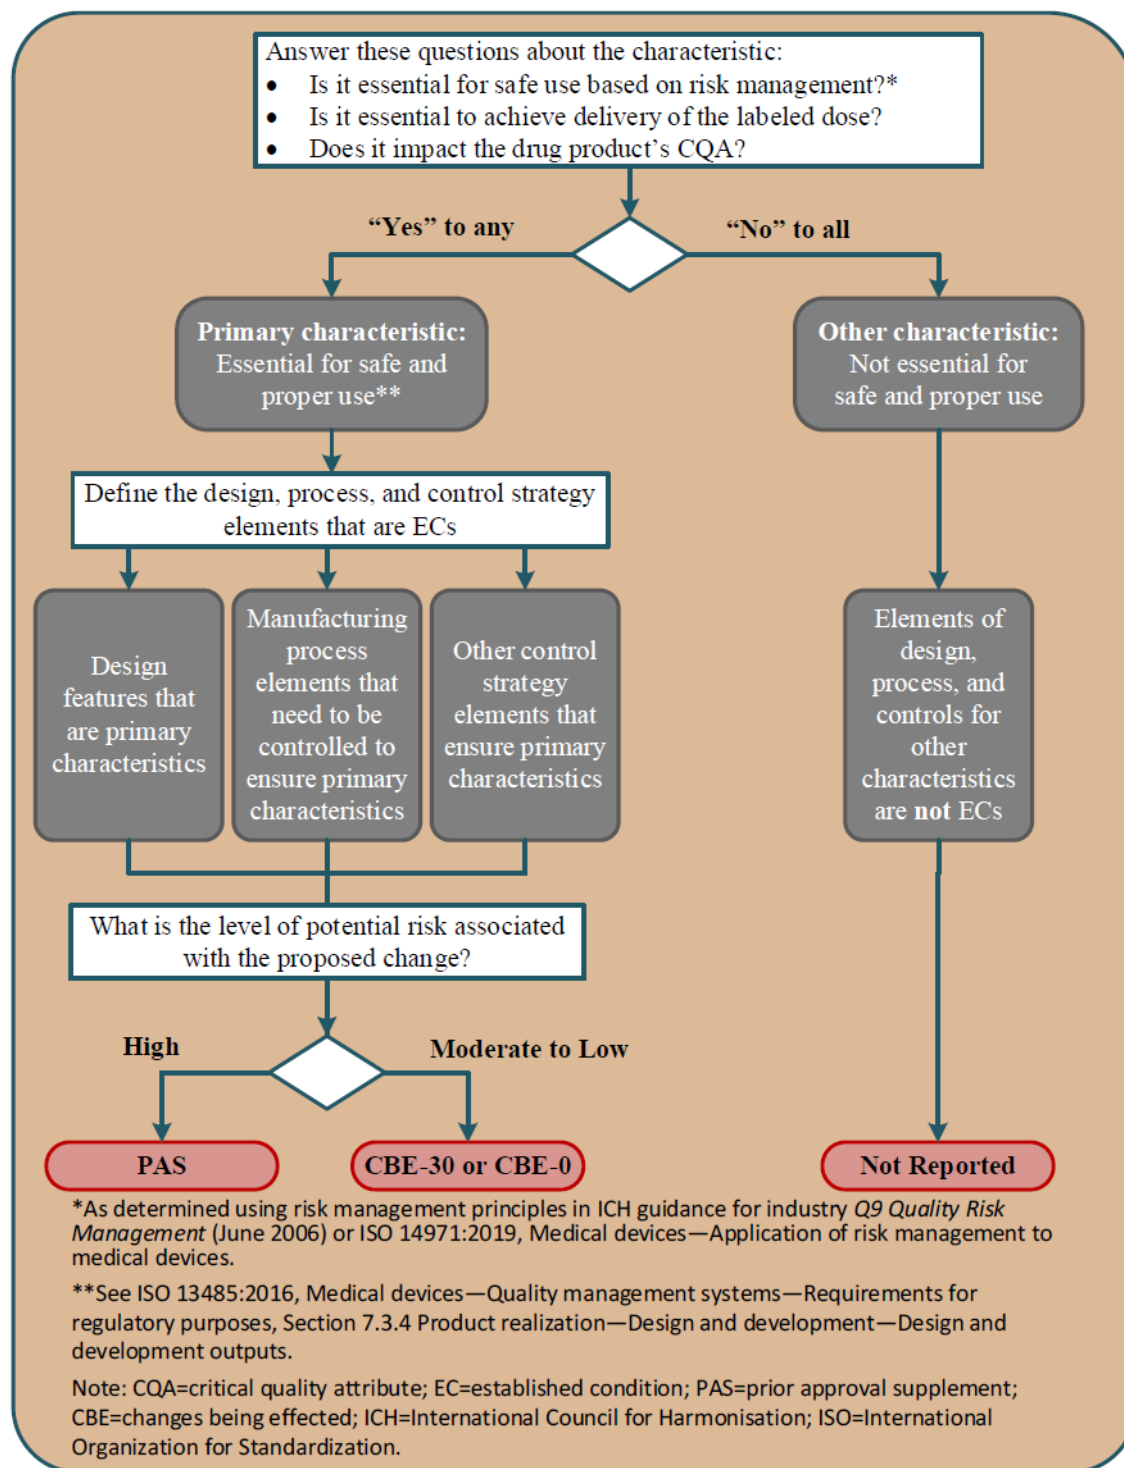 Answer these questions about the characteristic:
• Is it essential for safe use based on risk management?*
• Is it essential to achieve delivery of the labeled dose?
• Does it impact the drug product’s CQA?
“Yes” to any
“No” to all
Primary characteristic:
Essential for safe and
proper use**
Other characteristic:
Not essential for
safe and proper use
Define the design, process, and control strategy
elements that are ECs
Design
features that
are primary
characteristics
Manufacturing
process
elements that
need to be
controlled to
ensure primary
characteristics
Other control
strategy
elements that
ensure primary
characteristics
Elements of
design,
process, and
controls for
other
characteristics
are not ECs
What is the level of potential risk associated
with the proposed change?
High
Moderate to Low
PAS
CBE-30 or CBE-0
Not Reported
*As determined using risk management principles in ICH guidance for industry Q9 Quality Risk
Management (June 2006) or ISO 14971:2019, Medical devices—Application of risk management to
medical devices.
**See ISO 13485:2016, Medical devices—Quality management systems—Requirements for
regulatory purposes, Section 7.3.4 Product realization—Design and development—Design and
development outputs.
Note: CQA=critical quality attribute; EC=established condition; PAS=prior approval supplement;
CBE=changes being effected; ICH=International Council for Harmonisation; ISO=International
Organization for Standardization.